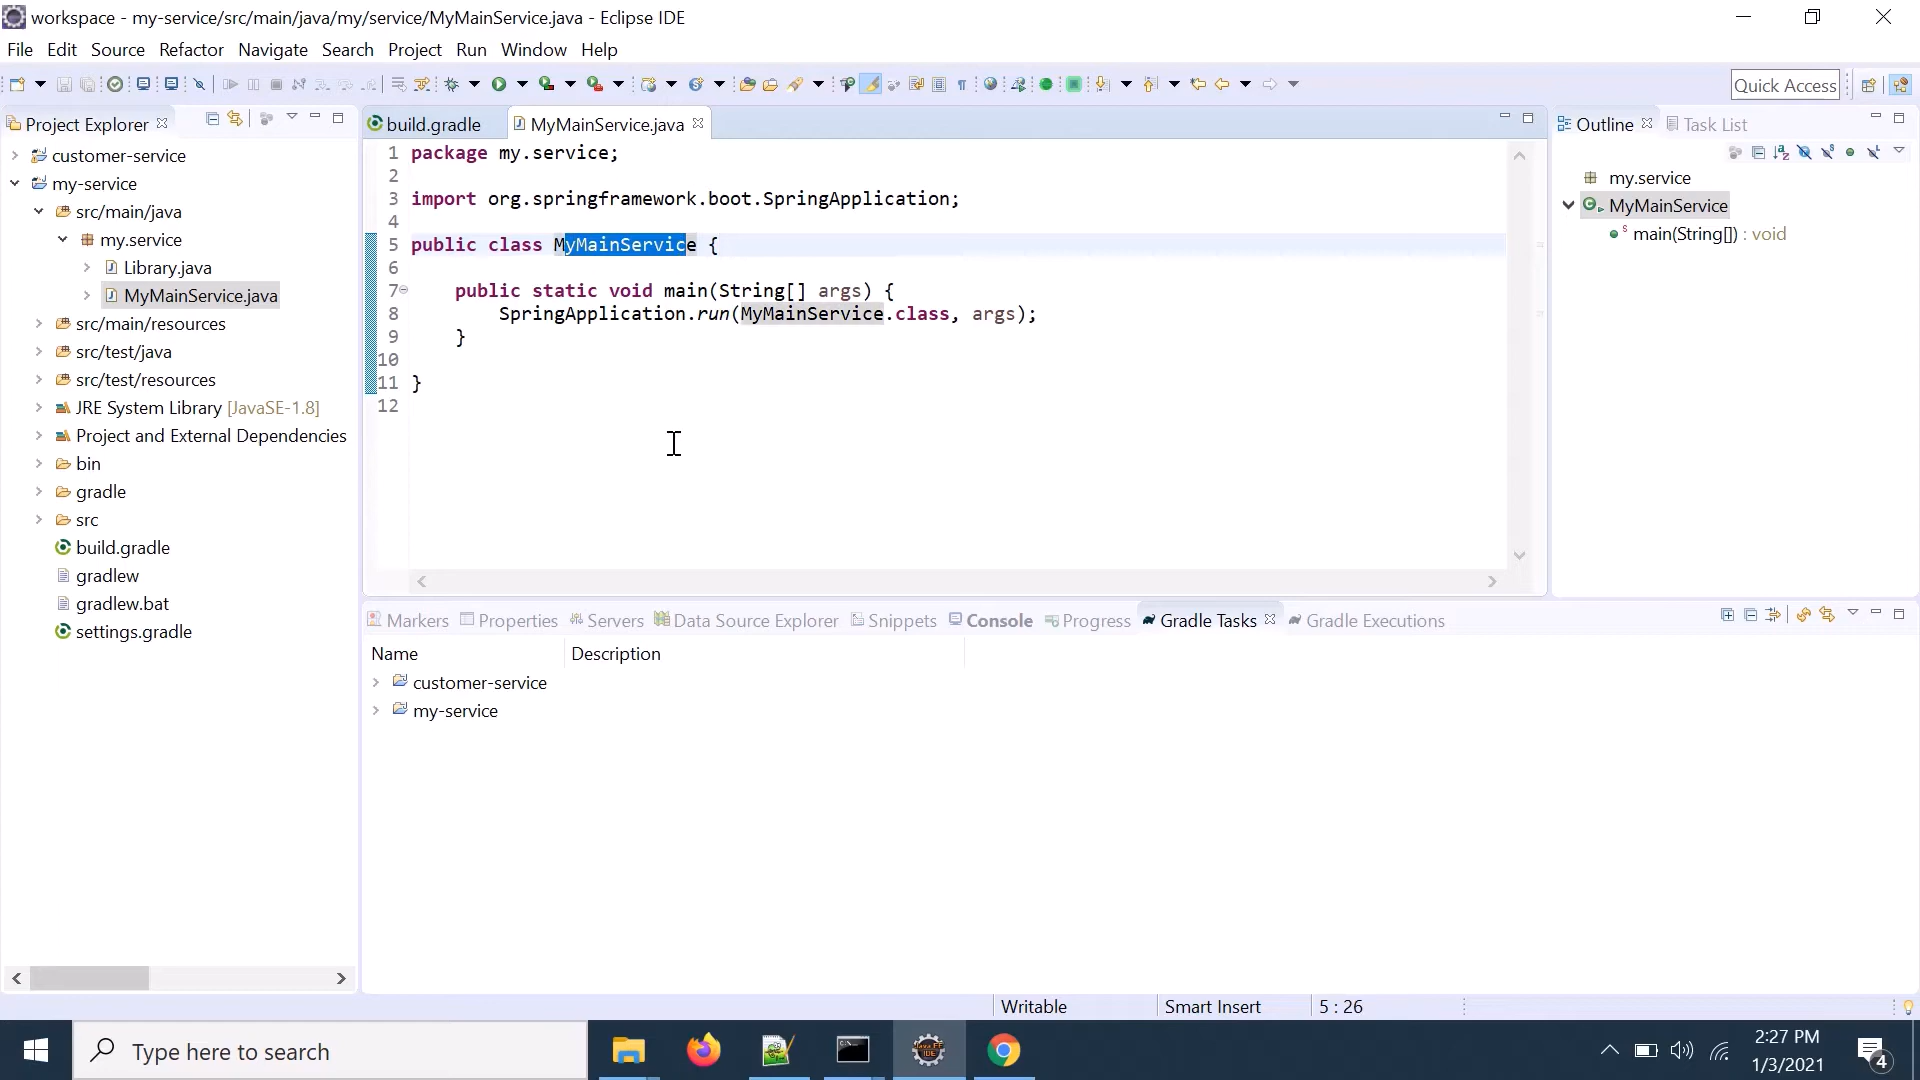 workspace - my-service/src/main/java/my/service/MyMainService.java - Eclipse IDE
File Edit Source Refactor Navigate Search Project Run Window Help
Quick Access
Project Explorer
customer-service
my-service
src/main/java
my.service
Library.java
MyMainService.java
src/main/resources
src/test/java
src/test/resources
JRE System Library [JavaSE-1.8]
Project and External Dependencies
bin
gradle
src
build.gradle
gradlew
gradlew.bat
settings.gradle
build.gradle MyMainService.java
1 package my.service;
2
3 import org.springframework.boot.SpringApplication;
4
5 public class MyMainService {
6
7 public static void main(String[] args) {
8 SpringApplication.run(MyMainService.class, args);
9 }
10
11 }
12
Outline Task List
my.service
MyMainService
main(String[]) : void
Markers Properties Servers Data Source Explorer Snippets Console Progress Gradle Tasks Gradle Executions
Name Description
customer-service
my-service
Writable Smart Insert 5 : 26
Type here to search
2:27 PM
1/3/2021
4